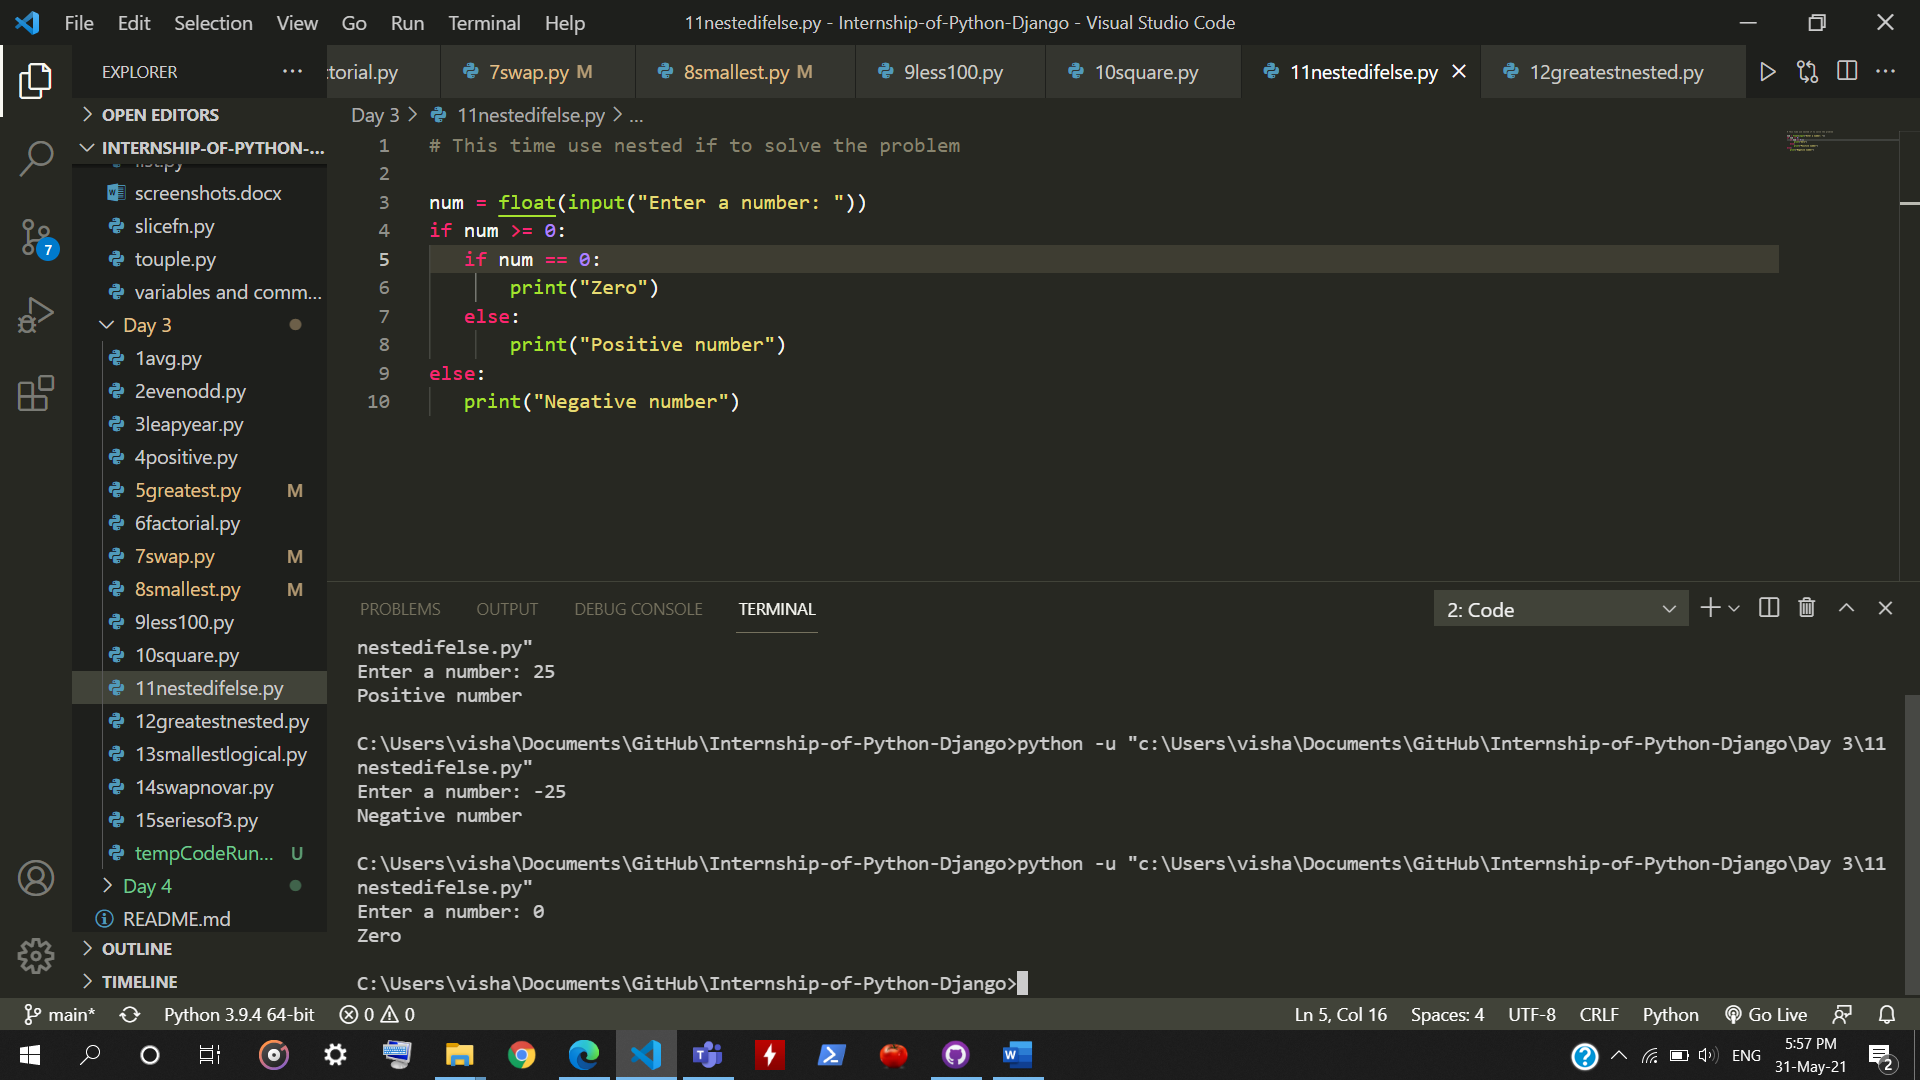 File Edit Selection View Go Run Terminal Help
11nestedifelse.py - Internship-of-Python-Django - Visual Studio Code
EXPLORER
torial.py
7swap.py M
8smallest.py M
9less100.py
10square.py
11nestedifelse.py
12greatestnested.py
OPEN EDITORS
INTERNSHIP-OF-PYTHON-...
list.py
screenshots.docx
slicefn.py
touple.py
variables and comm...
Day 3
1avg.py
2evenodd.py
3leapyear.py
4positive.py
5greatest.py M
6factorial.py
7swap.py M
8smallest.py M
9less100.py
10square.py
11nestedifelse.py
12greatestnested.py
13smallestlogical.py
14swapnovar.py
15seriesof3.py
tempCodeRun... U
Day 4
README.md
OUTLINE
TIMELINE
7
Day 3 > 11nestedifelse.py > ...
1 # This time use nested if to solve the problem
2
3 num = float(input("Enter a number: "))
4 if num >= 0:
5 if num == 0:
6 print("Zero")
7 else:
8 print("Positive number")
9 else:
10 print("Negative number")
PROBLEMS OUTPUT DEBUG CONSOLE TERMINAL
2: Code
nestedifelse.py"
Enter a number: 25
Positive number
C:\Users\visha\Documents\GitHub\Internship-of-Python-Django>python -u "c:\Users\visha\Documents\GitHub\Internship-of-Python-Django\Day 3\11
nestedifelse.py"
Enter a number: -25
Negative number
C:\Users\visha\Documents\GitHub\Internship-of-Python-Django>python -u "c:\Users\visha\Documents\GitHub\Internship-of-Python-Django\Day 3\11
nestedifelse.py"
Enter a number: 0
Zero
C:\Users\visha\Documents\GitHub\Internship-of-Python-Django>
main* Python 3.9.4 64-bit 0 0
Ln 5, Col 16 Spaces: 4 UTF-8 CRLF Python Go Live
ENG
5:57 PM
31-May-21
2